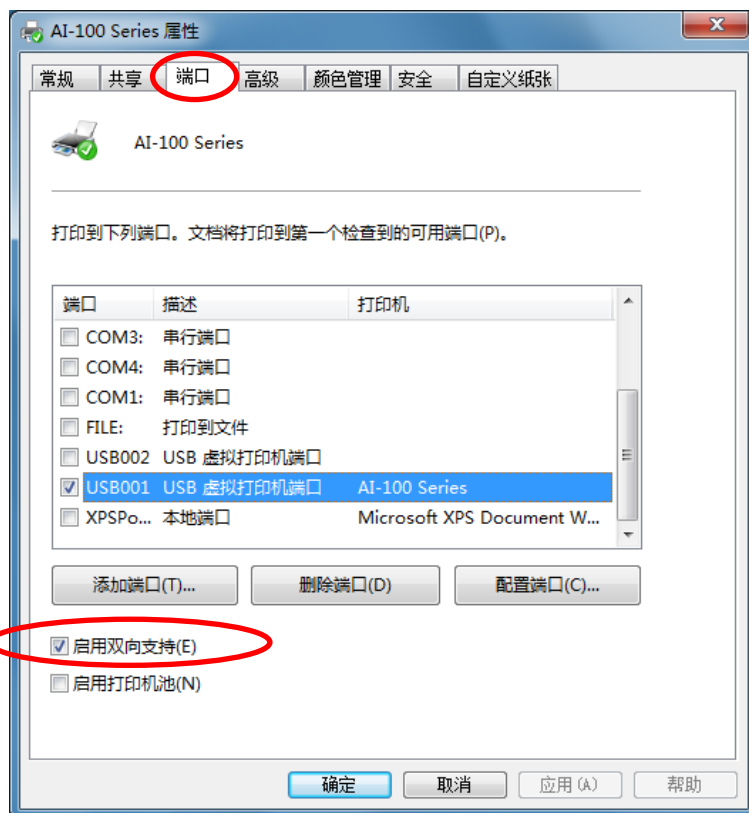 AI-100 Series 属性
常规 共享 端口 高级 颜色管理 安全 自定义纸张
AI-100 Series
打印到下列端口。文档将打印到第一个检查到的可用端口(P)。
端口 描述 打印机
COM3: 串行端口
COM4: 串行端口
COM1: 串行端口
FILE: 打印到文件
USB002 USB 虚拟打印机端口
USB001 USB 虚拟打印机端口 AI-100 Series
XPSPo... 本地端口 Microsoft XPS Document W...
添加端口(T)... 删除端口(D) 配置端口(C)...
启用双向支持(E)
启用打印机池(N)
确定 取消 应用(A) 帮助